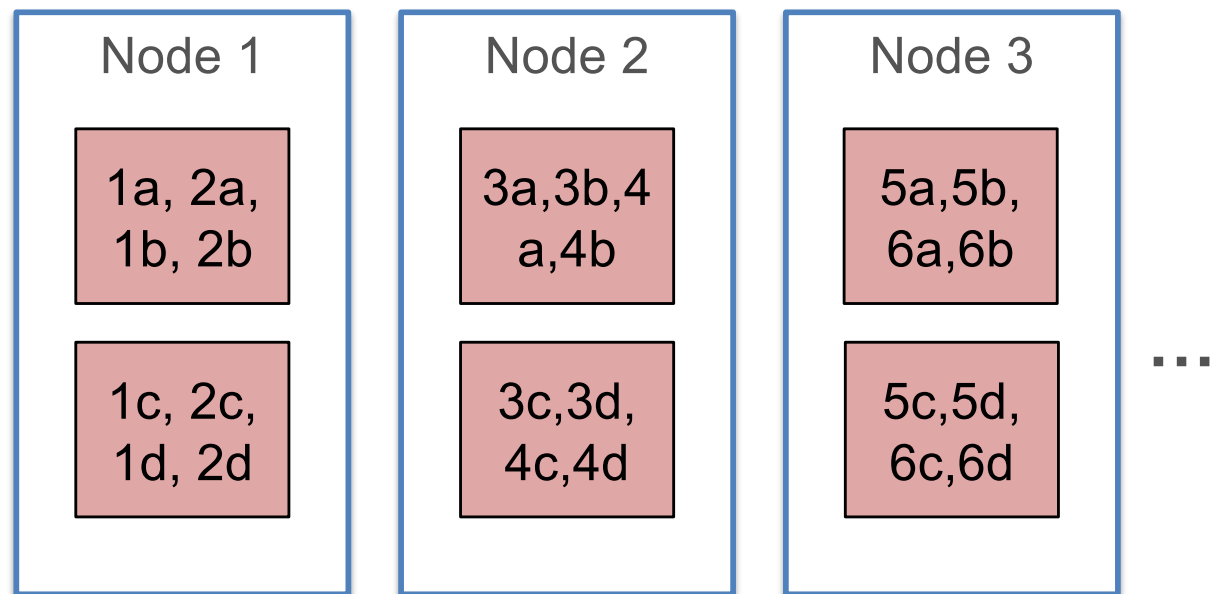 Node 1
1a, 2a,
1b, 2b
1c, 2c,
1d, 2d
Node 2
3a,3b,4
a,4b
3c,3d,
4c,4d
Node 3
5a,5b,
6a,6b
5c,5d,
6c,6d
...